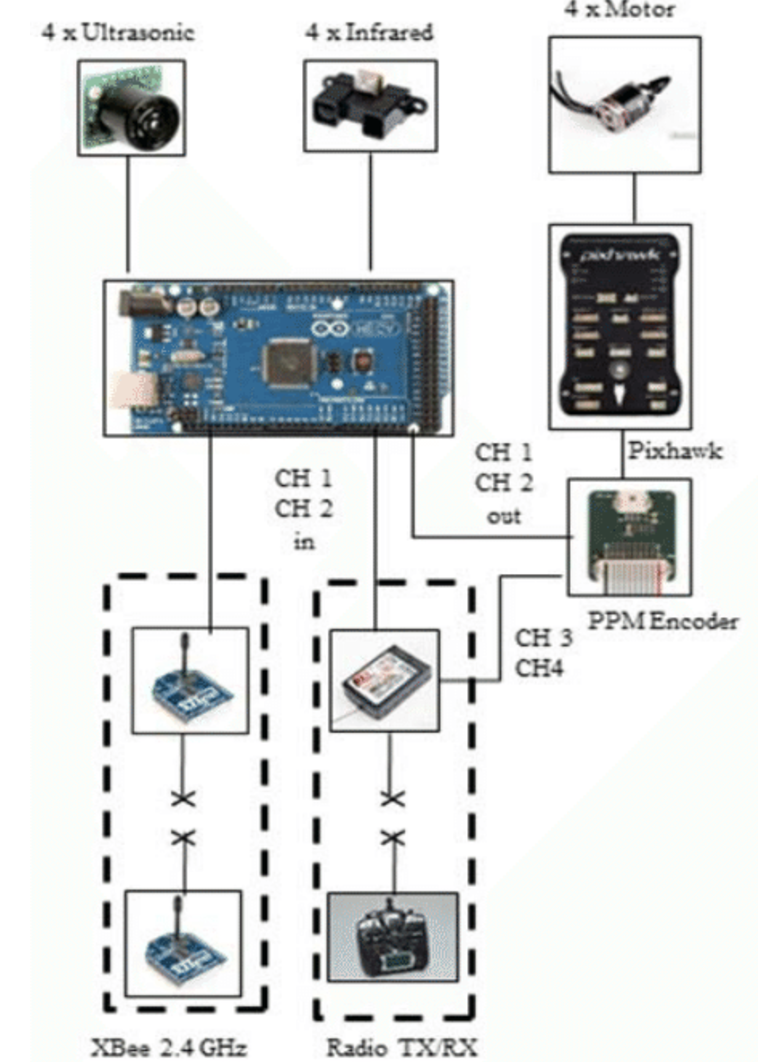 4 x Ultrasonic
4 x Infrared
4 x Motor
pixhawk
CH 1
CH 2
in
CH 1
CH 2
out
Pixhawk
PPM Encoder
CH 3
CH4
XBee 2.4 GHz
Radio TX/RX